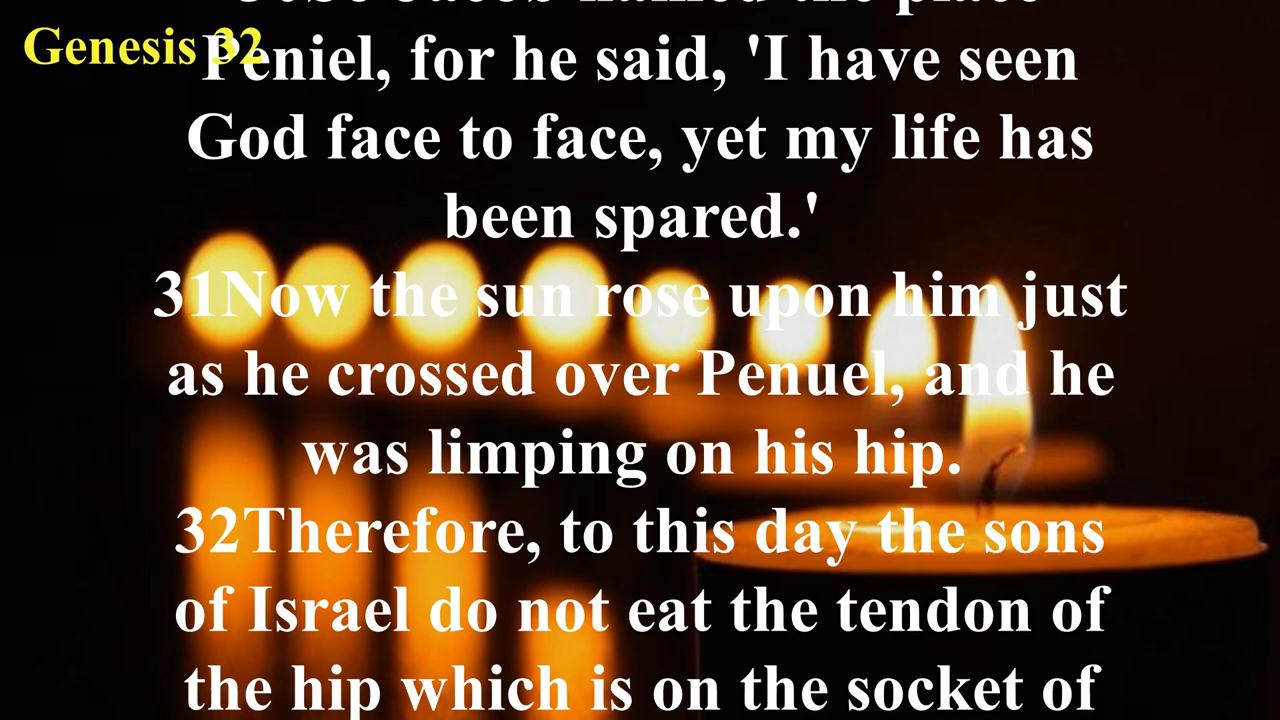 Genesis 32
Peniel, for he said, 'I have seen
God face to face, yet my life has
been spared.'
31Now the sun rose upon him just
as he crossed over Penuel, and he
was limping on his hip.
32Therefore, to this day the sons
of Israel do not eat the tendon of
the hip which is on the socket of